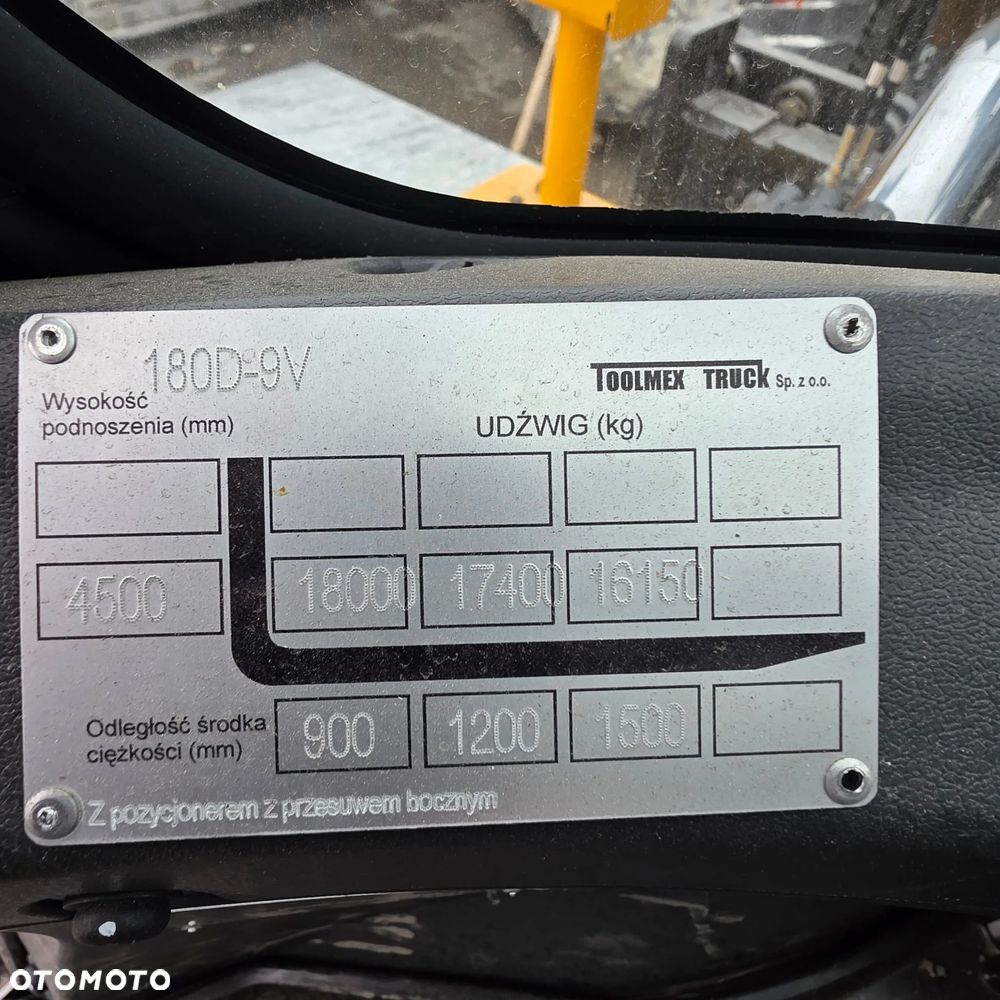 180D-9V
TOOLMEX TRUCK Sp. z o.o.
Wysokość
podnoszenia (mm)
UDŹWIG (kg)
4500 18000 17400 16150
Odległość środka
ciężkości (mm)
900 1200 1500
Z pozycjonerem z przesuwem bocznym
OTOMOTO